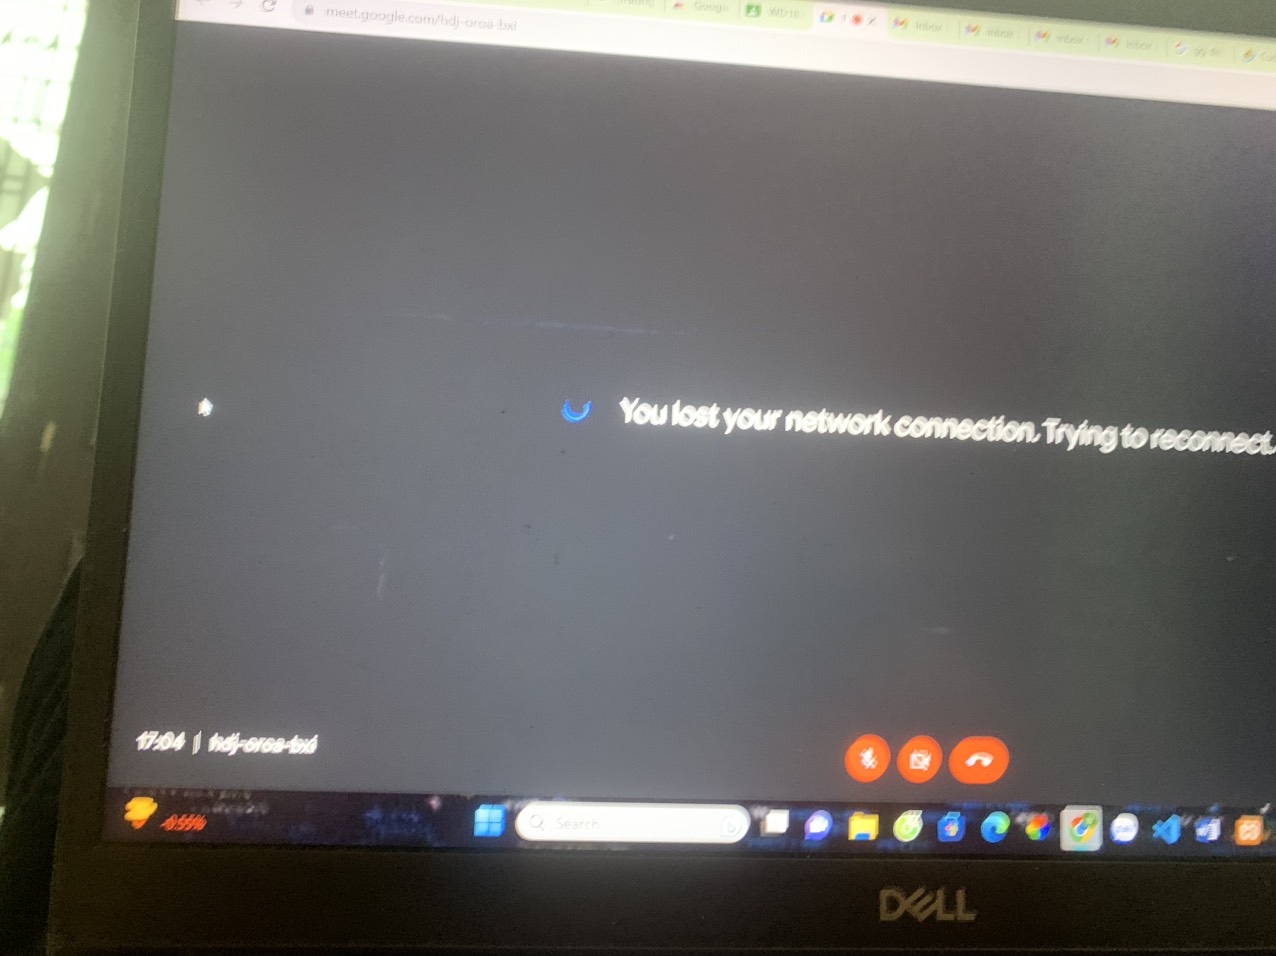 meet.google.com/hdj-oroa-bxi
Googl
WD18
Inbox
Inbox
Inbox
Inbox
You lost your network connection. Trying to reconnect.
17:04 | hdj-oroa-bxi
-0.55%
Search
DELL